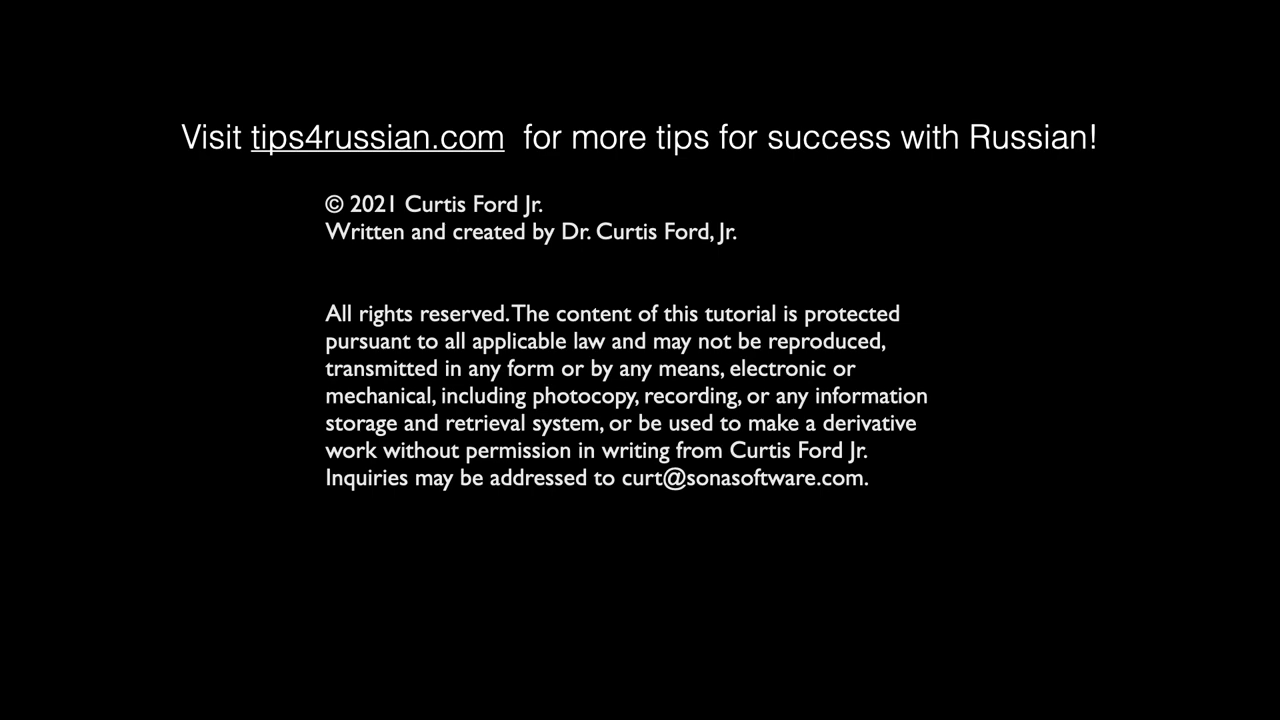 Visit tips4russian.com for more tips for success with Russian!
© 2021 Curtis Ford Jr.
Written and created by Dr. Curtis Ford, Jr.
All rights reserved. The content of this tutorial is protected
pursuant to all applicable law and may not be reproduced,
transmitted in any form or by any means, electronic or
mechanical, including photocopy, recording, or any information
storage and retrieval system, or be used to make a derivative
work without permission in writing from Curtis Ford Jr.
Inquiries may be addressed to curt@sonasoftware.com.